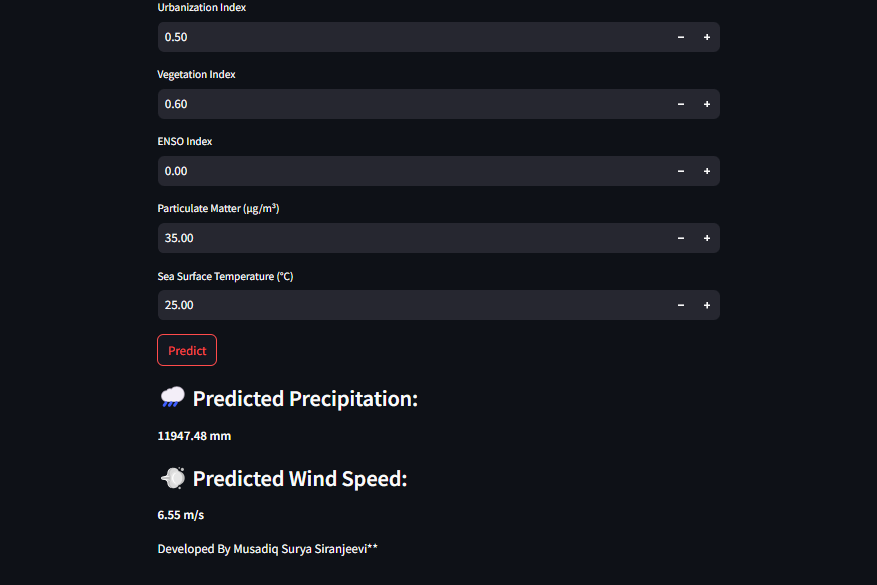 Urbanization Index
0.50
Vegetation Index
0.60
ENSO Index
0.00
Particulate Matter (µg/m³)
35.00
Sea Surface Temperature (°C)
25.00
Predict
Predicted Precipitation:
11947.48 mm
Predicted Wind Speed:
6.55 m/s
Developed By Musadiq Surya Siranjeevi**